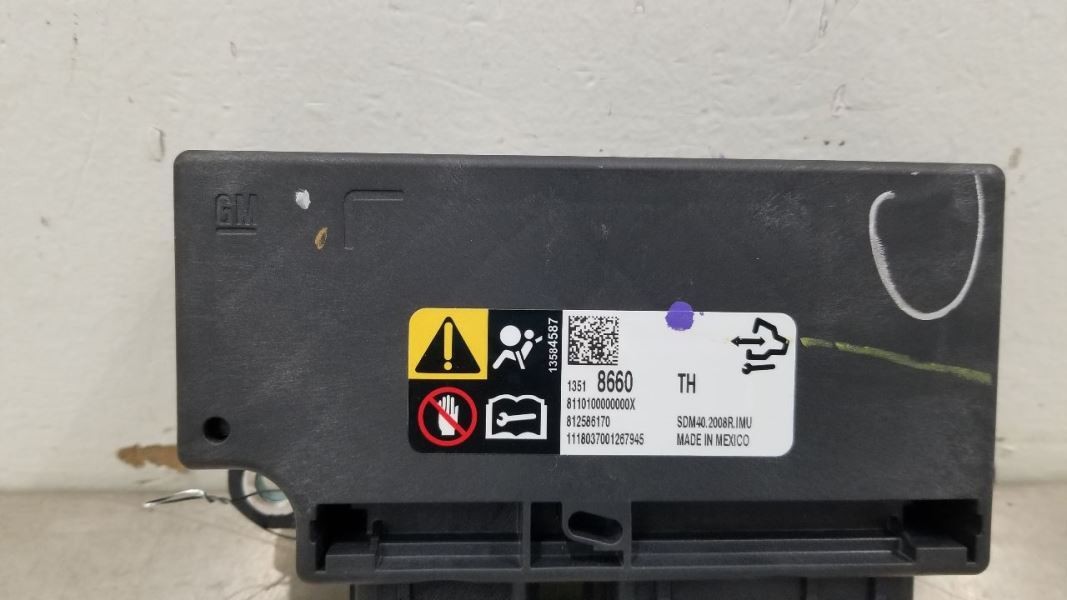 GM
13584587
1351 8660 TH
8110100000000X
812586170 SDM40.2008R.IMU
1118037001267945 MADE IN MEXICO